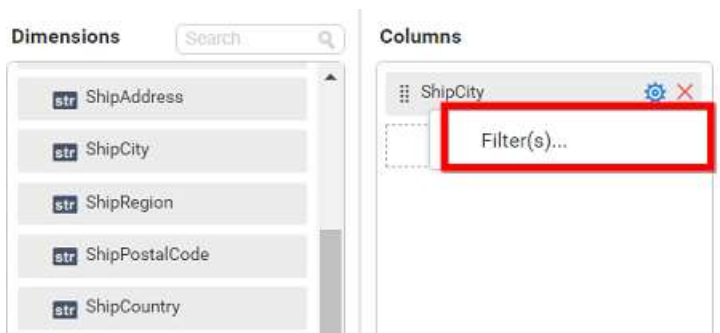 Dimensions
Search
str ShipAddress
str ShipCity
str ShipRegion
str ShipPostalCode
str ShipCountry
Columns
ShipCity
Filter(s)...